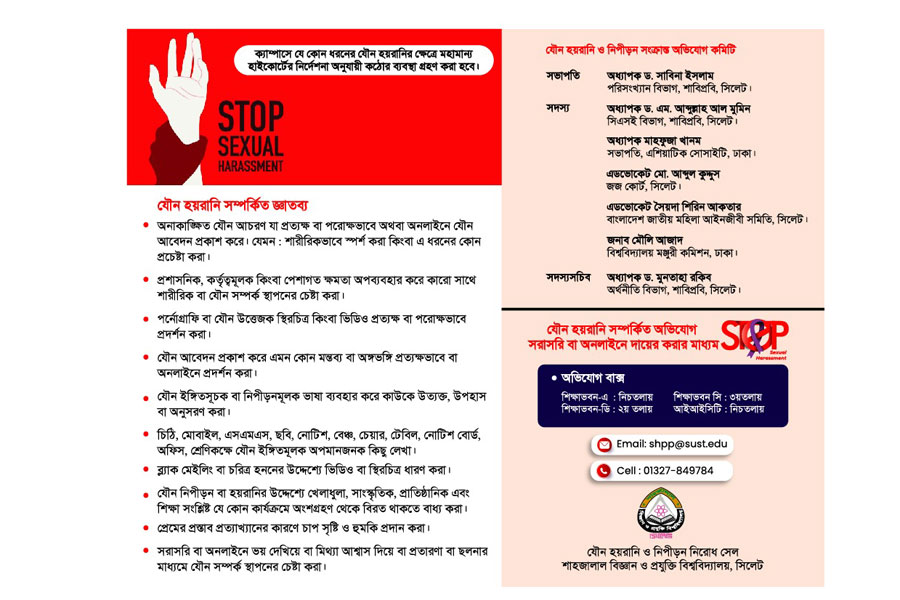 ক্যাম্পাসে যে কোন ধরনের যৌন হয়রানির ক্ষেত্রে মহামান্য
হাইকোর্টের নির্দেশনা অনুযায়ী কঠোর ব্যবস্থা গ্রহণ করা হবে।
STOP
SEXUAL
HARASSMENT
যৌন হয়রানি সম্পর্কিত জ্ঞাতব্য
• অনাকাঙ্ক্ষিত যৌন আচরণ যা প্রত্যক্ষ বা পরোক্ষভাবে অথবা অনলাইনে যৌন
আবেদন প্রকাশ করে। যেমন : শারীরিকভাবে স্পর্শ করা কিংবা এ ধরনের কোন
প্রচেষ্টা করা।
• প্রশাসনিক, কর্তৃত্বমূলক কিংবা পেশাগত ক্ষমতা অপব্যবহার করে কারো সাথে
শারীরিক বা যৌন সম্পর্ক স্থাপনের চেষ্টা করা।
• পর্নোগ্রাফি বা যৌন উত্তেজক স্থিরচিত্র কিংবা ভিডিও প্রত্যক্ষ বা পরোক্ষভাবে
প্রদর্শন করা।
• যৌন আবেদন প্রকাশ করে এমন কোন মন্তব্য বা অঙ্গভঙ্গি প্রত্যক্ষভাবে বা
অনলাইনে প্রদর্শন করা।
• যৌন ইঙ্গিতসূচক বা নিপীড়নমূলক ভাষা ব্যবহার করে কাউকে উত্যক্ত, উপহাস
বা অনুসরণ করা।
• চিঠি, মোবাইল, এসএমএস, ছবি, নোটিশ, বেঞ্চ, চেয়ার, টেবিল, নোটিশ বোর্ড,
অফিস, শ্রেণিকক্ষে যৌন ইঙ্গিতমূলক অপমানজনক কিছু লেখা।
• ব্ল্যাক মেইলিং বা চরিত্র হননের উদ্দেশ্যে ভিডিও বা স্থিরচিত্র ধারণ করা।
• যৌন নিপীড়ন বা হয়রানির উদ্দেশ্যে খেলাধুলা, সাংস্কৃতিক, প্রাতিষ্ঠানিক এবং
শিক্ষা সংশ্লিষ্ট যে কোন কার্যক্রমে অংশগ্রহণ থেকে বিরত থাকতে বাধ্য করা।
• প্রেমের প্রস্তাব প্রত্যাখ্যানের কারণে চাপ সৃষ্টি ও হুমকি প্রদান করা।
• সরাসরি বা অনলাইনে ভয় দেখিয়ে বা মিথ্যা আশ্বাস দিয়ে বা প্রতারণা বা ছলনার
মাধ্যমে যৌন সম্পর্ক স্থাপনের চেষ্টা করা।
যৌন হয়রানি ও নিপীড়ন সংক্রান্ত অভিযোগ কমিটি
সভাপতি অধ্যাপক ড. সাবিনা ইসলাম
পরিসংখ্যান বিভাগ, শাবিপ্রবি, সিলেট।
সদস্য অধ্যাপক ড. এম. আব্দুল্লাহ আল মুমিন
সিএসই বিভাগ, শাবিপ্রবি, সিলেট।
অধ্যাপক মাহফুজা খানম
সভাপতি, এশিয়াটিক সোসাইটি, ঢাকা।
এডভোকেট মো. আব্দুল কুদ্দুস
জজ কোর্ট, সিলেট।
এডভোকেট সৈয়দা শিরিন আকতার
বাংলাদেশ জাতীয় মহিলা আইনজীবী সমিতি, সিলেট।
জনাব মৌলি আজাদ
বিশ্ববিদ্যালয় মঞ্জুরী কমিশন, ঢাকা।
সদস্যসচিব অধ্যাপক ড. মুনতাহা রকিব
অর্থনীতি বিভাগ, শাবিপ্রবি, সিলেট।
যৌন হয়রানি সম্পর্কিত অভিযোগ
সরাসরি বা অনলাইনে দায়ের করার মাধ্যম
STOP
Sexual
Harassment
• অভিযোগ বাক্স
শিক্ষাভবন-এ : নিচতলায় শিক্ষাভবন সি : ৩য়তলায়
শিক্ষাভবন-ডি : ২য় তলায় আইআইসিটি : নিচতলায়
Email: shpp@sust.edu
Cell : 01327-849784
যৌন হয়রানি ও নিপীড়ন নিরোধ সেল
শাহজালাল বিজ্ঞান ও প্রযুক্তি বিশ্ববিদ্যালয়, সিলেট